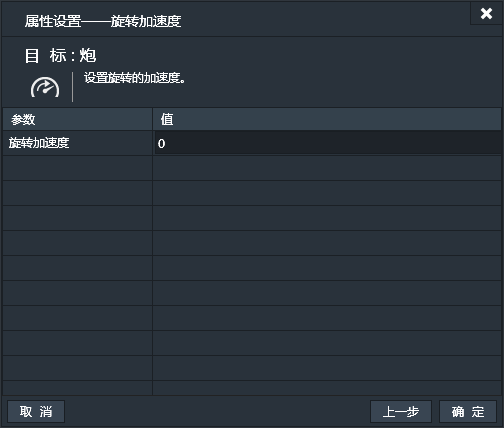 属性设置——旋转加速度
目 标 : 炮
设置旋转的加速度。
参数 值
旋转加速度 0
取 消 上一步 确 定